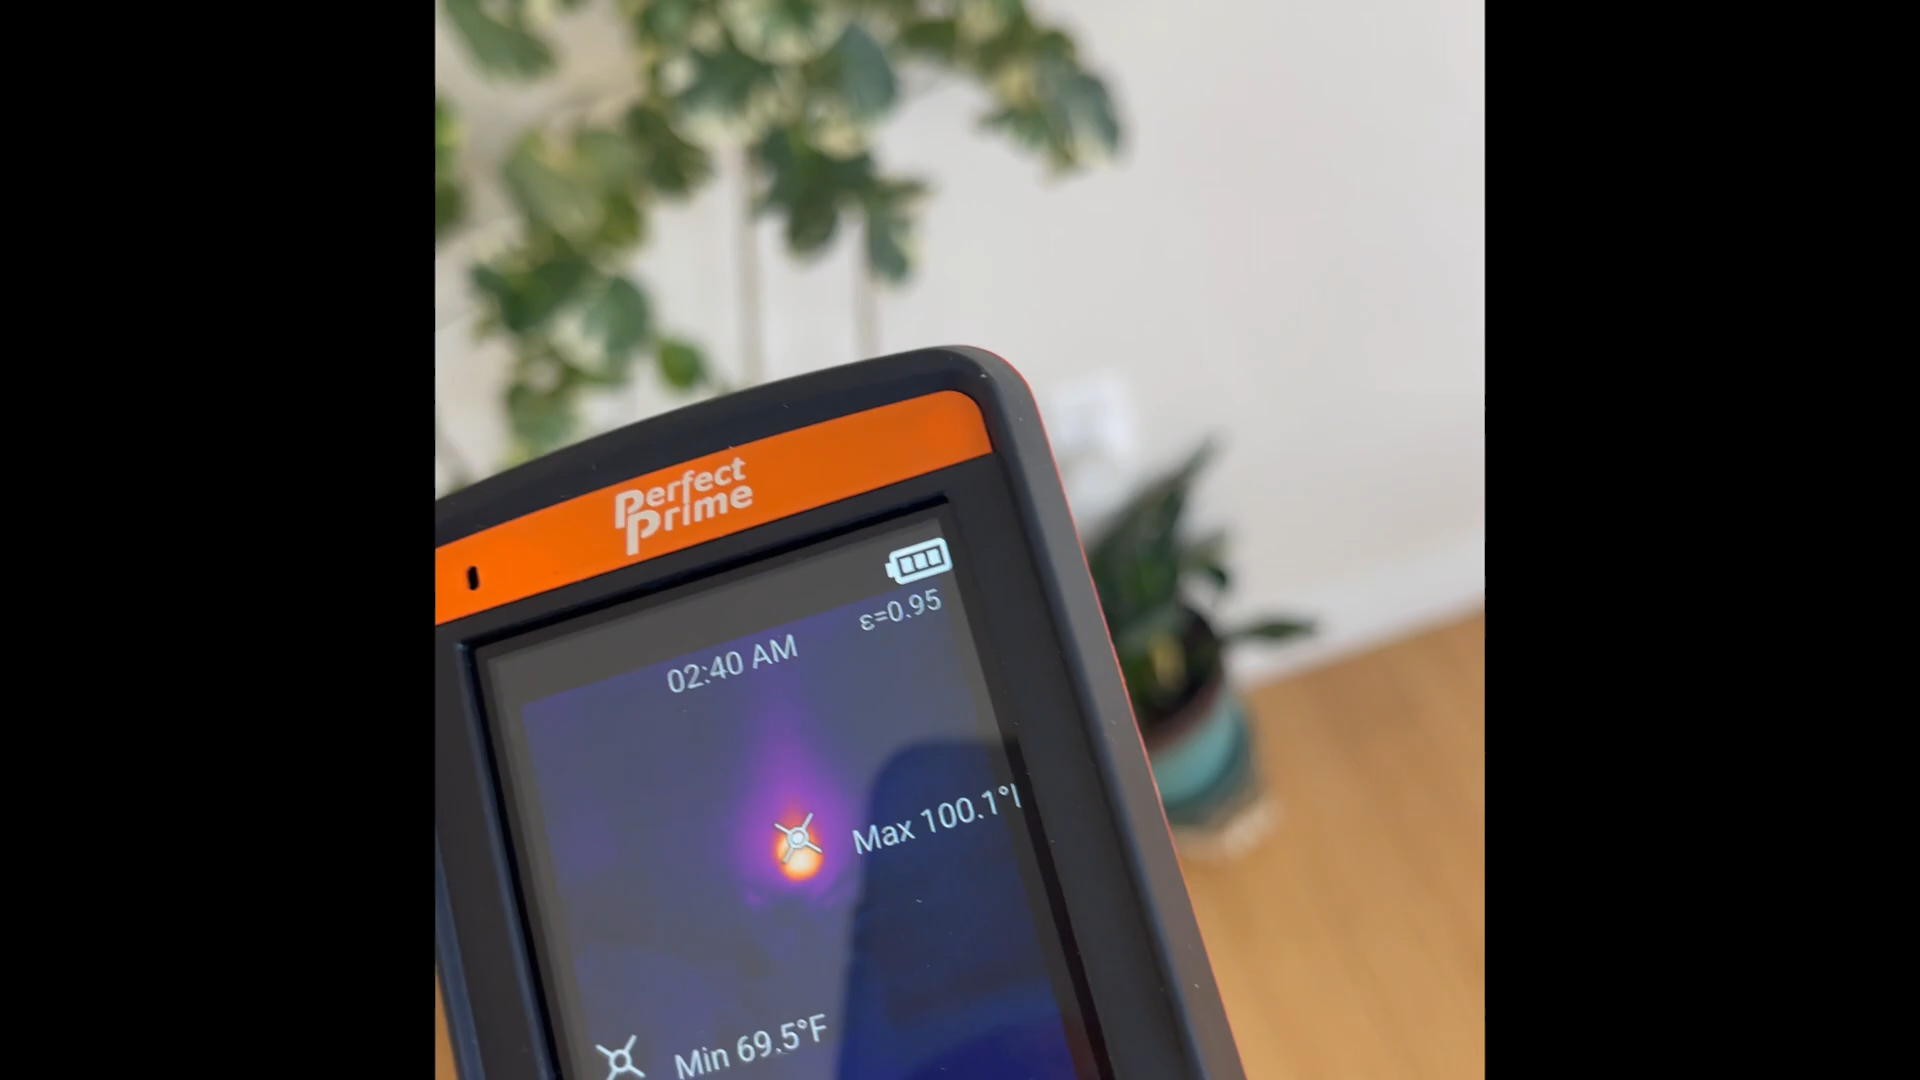 Perfect
Prime
ε=0.95
02:40 AM
Max 100.1°
Min 69.5°F